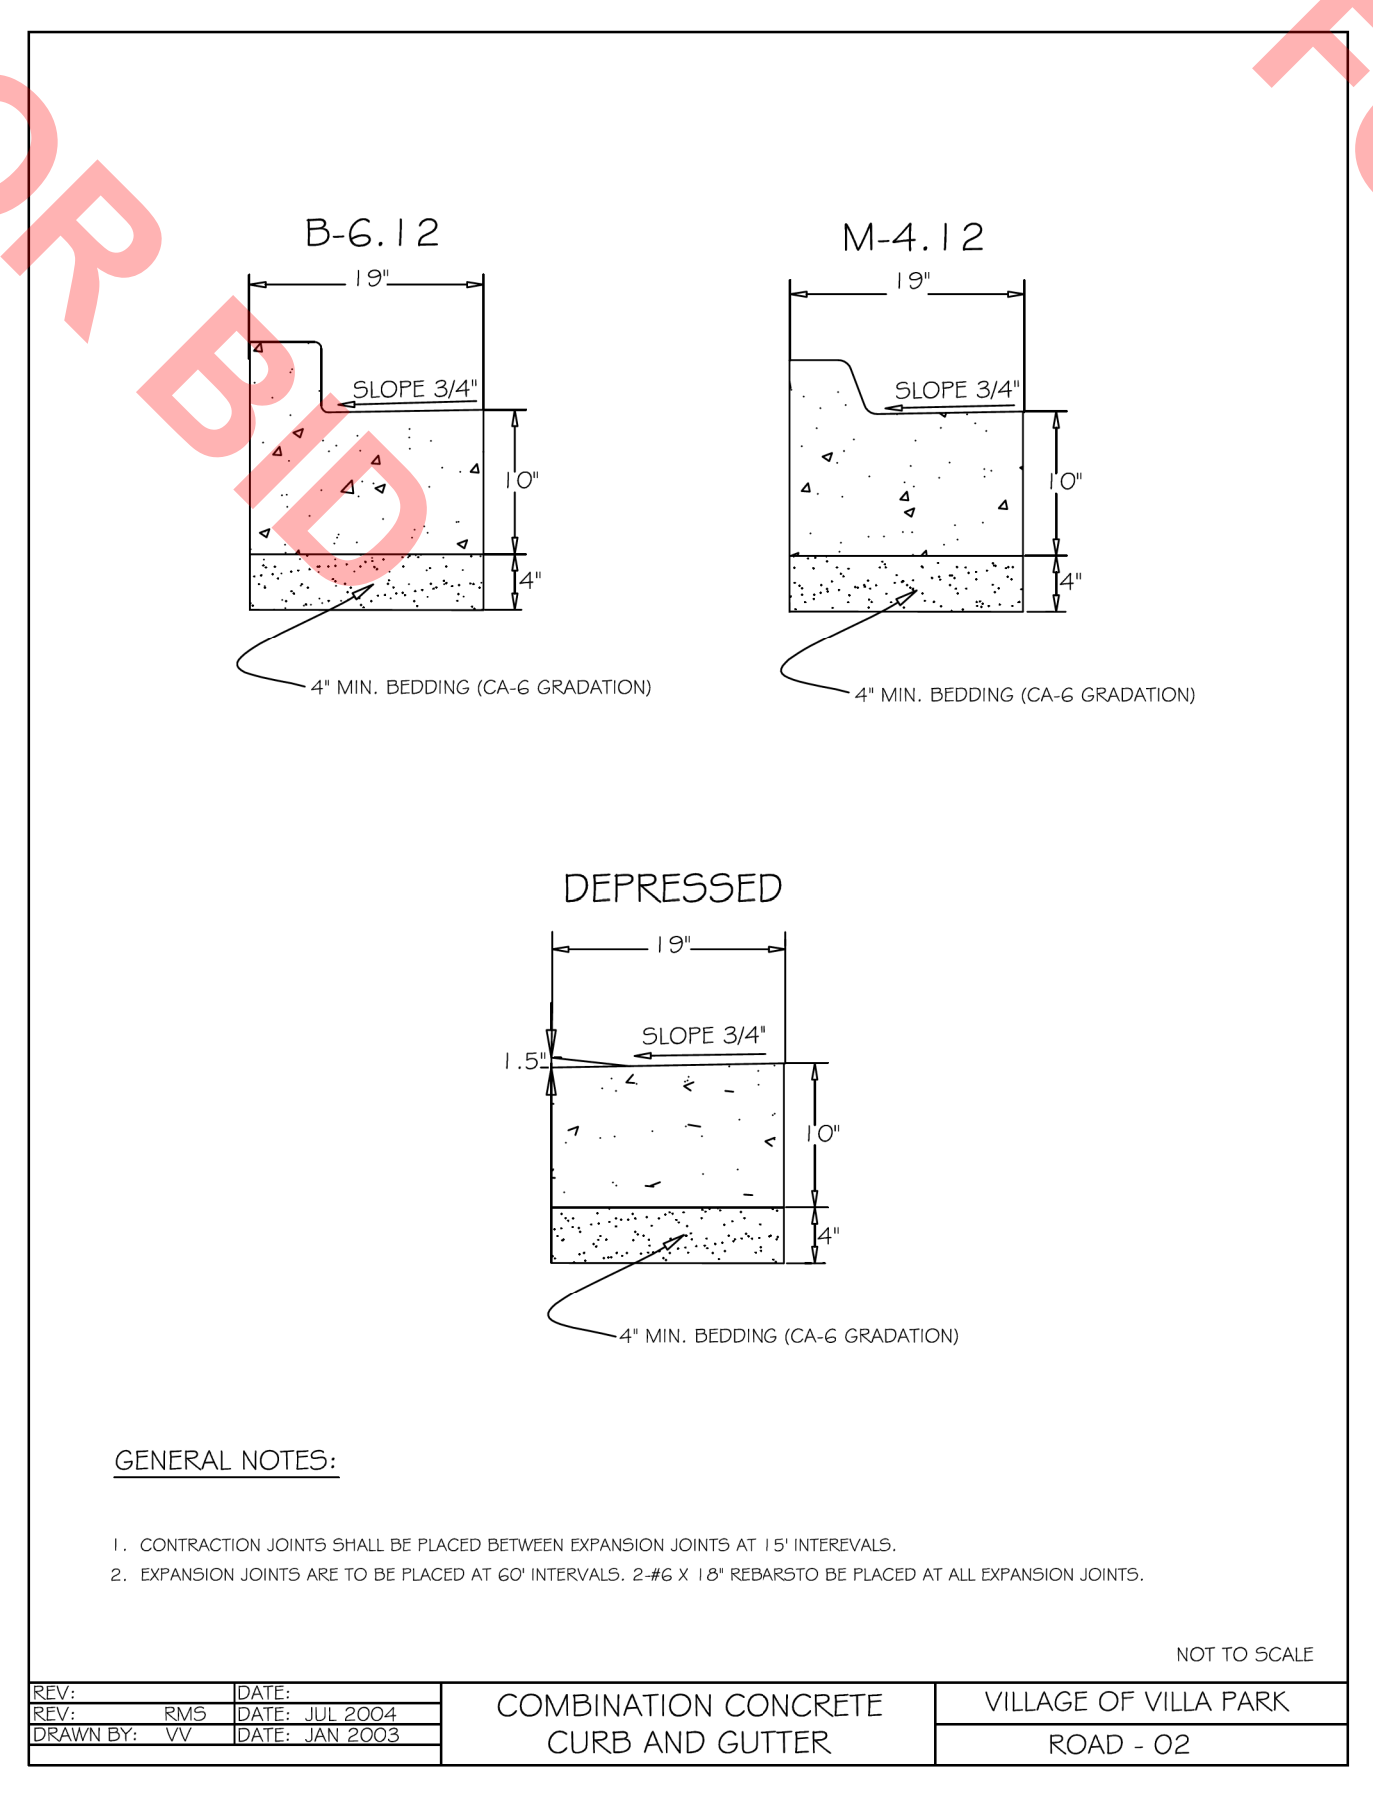 B-6.12
19"
SLOPE 3/4"
10"
4"
4" MIN. BEDDING (CA-6 GRADATION)
M-4.12
19"
SLOPE 3/4"
10"
4"
4" MIN. BEDDING (CA-6 GRADATION)
DEPRESSED
19"
SLOPE 3/4"
1.5"
10"
4"
4" MIN. BEDDING (CA-6 GRADATION)
GENERAL NOTES:
1. CONTRACTION JOINTS SHALL BE PLACED BETWEEN EXPANSION JOINTS AT 15' INTEREVALS.
2. EXPANSION JOINTS ARE TO BE PLACED AT 60' INTERVALS. 2-#6 X 18" REBARSTO BE PLACED AT ALL EXPANSION JOINTS.
NOT TO SCALE
REV: DATE:
REV: RMS DATE: JUL 2004
DRAWN BY: VV DATE: JAN 2003
COMBINATION CONCRETE
CURB AND GUTTER
VILLAGE OF VILLA PARK
ROAD - 02
OR BID